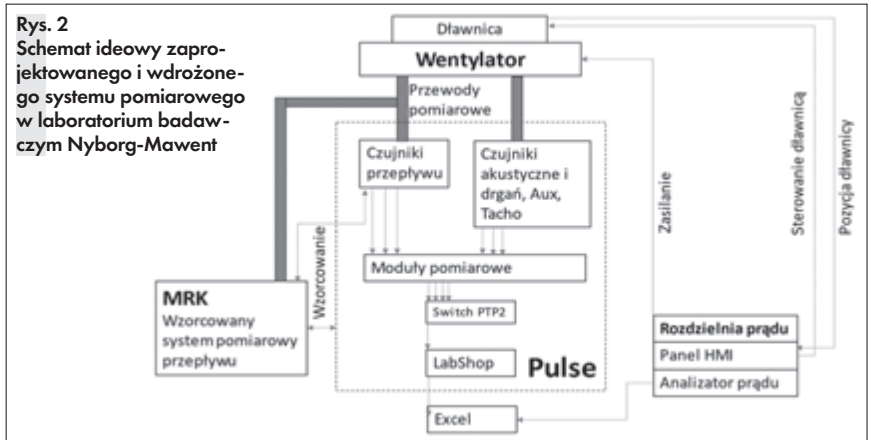 Rys. 2
Schemat ideowy zapro-
jektowanego i wdrożone-
go systemu pomiarowego
w laboratorium badaw-
czym Nyborg-Mawent
Dławnica
Wentylator
Przewody
pomiarowe
Czujniki
przepływu
Czujniki
akustyczne i
drgań, Aux,
Tacho
Zasilanie
Sterowanie dławnicą
Pozycja dławnicy
Wzorcowanie
Moduły pomiarowe
MRK
Wzorcowany
system pomiarowy
przepływu
Switch PTP2
LabShop
Pulse
Rozdzielnia prądu
Panel HMI
Analizator prądu
Excel